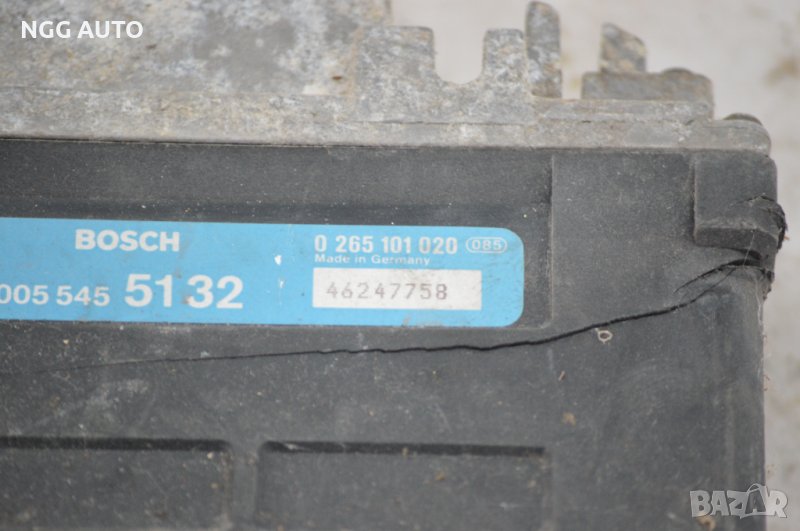 NGG AUTO
BOSCH
0 265 101 020 085
Made in Germany
005 545 5132
46247758
BAZAR